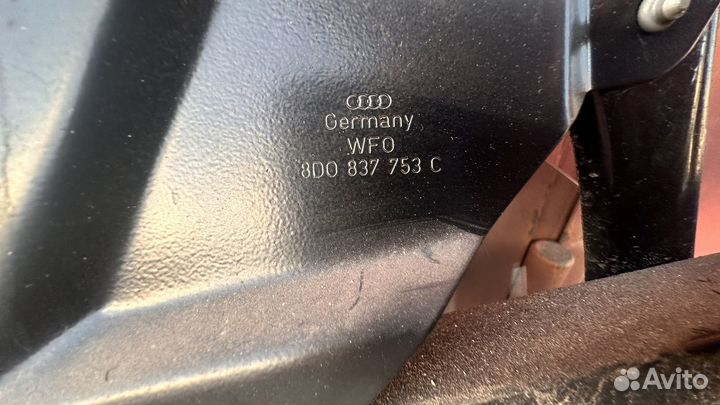 Germany
WFO
8D0 837 753 C
Avito